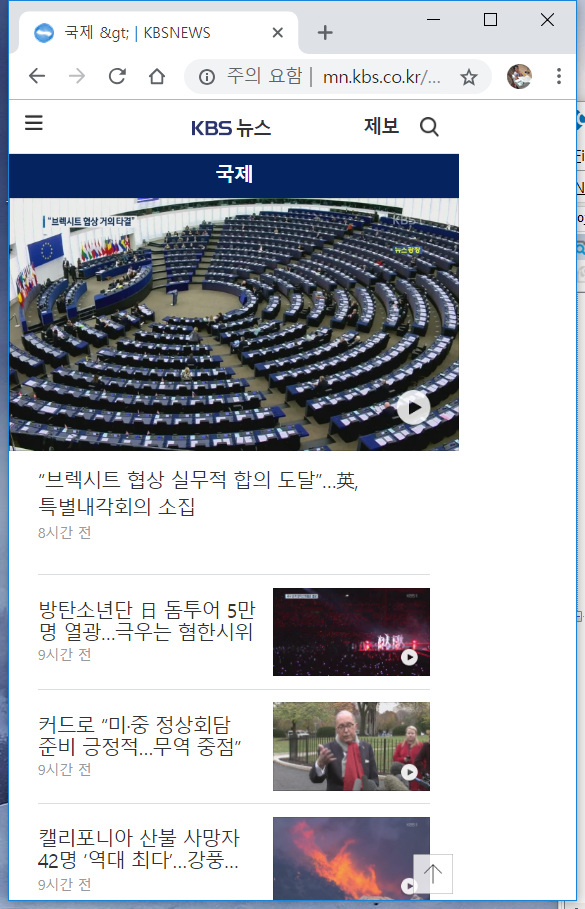 국제 &gt; | KBSNEWS
주의 요함 | mn.kbs.co.kr/...
KBS 뉴스
제보
국제
"브렉시트 협상 거의 타결"
KBS
뉴스광장
"브렉시트 협상 실무적 합의 도달"…英,
특별내각회의 소집
8시간 전
방탄소년단 日 돔투어 5만
명 열광…극우는 혐한시위
9시간 전
커드로 "미·중 정상회담
준비 긍정적…무역 중점"
9시간 전
캘리포니아 산불 사망자
42명 '역대 최다'…강풍…
9시간 전